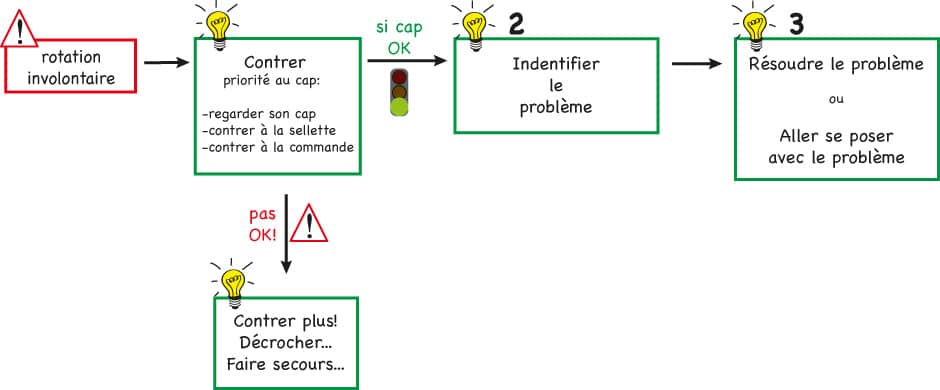 rotation
involontaire
Contrer
priorité au cap:
-regarder son cap
-contrer à la sellette
-contrer à la commande
si cap
OK
2
Indentifier
le
problème
3
Résoudre le problème
ou
Aller se poser
avec le problème
pas
OK!
Contrer plus!
Décrocher...
Faire secours...